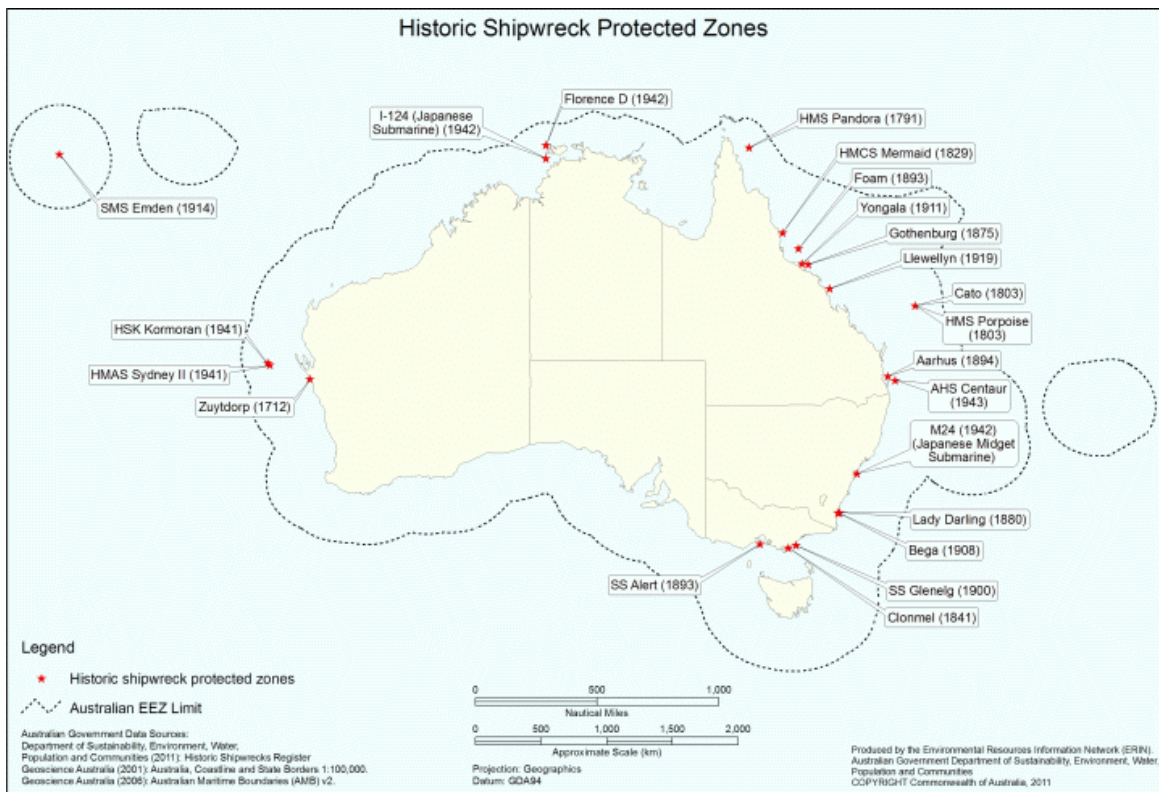 Historic Shipwreck Protected Zones
Florence D (1942)
I-124 (Japanese
Submarine) (1942)
HMS Pandora (1791)
HMCS Mermaid (1829)
Foam (1893)
Yongala (1911)
SMS Emden (1914)
Gothenburg (1875)
Llewellyn (1919)
Cato (1803)
HMS Porpoise
(1803)
HSK Kormoran (1941)
Aarhus (1894)
HMAS Sydney II (1941)
AHS Centaur
(1943)
Zuytdorp (1712)
M24 (1942)
(Japanese Midget
Submarine)
Lady Darling (1880)
Bega (1908)
SS Alert (1893)
SS Glenelg (1900)
Clonmel (1841)
Legend
Historic shipwreck protected zones
Australian EEZ Limit
0 500 1,000
Nautical Miles
0 500 1,000 1,500 2,000
Approximate Scale (km)
Australian Government Data Sources:
Department of Sustainability, Environment, Water,
Population and Communities (2011): Historic Shipwrecks Register
Geoscience Australia (2001): Australia, Coastline and State Borders 1:100,000.
Geoscience Australia (2006): Australian Maritime Boundaries (AMB) v2.
Projection: Geographics
Datum: GDA94
Produced by the Environmental Resources Information Network (ERIN).
Australian Government Department of Sustainability, Environment, Water,
Population and Communities
COPYRIGHT Commonwealth of Australia, 2011